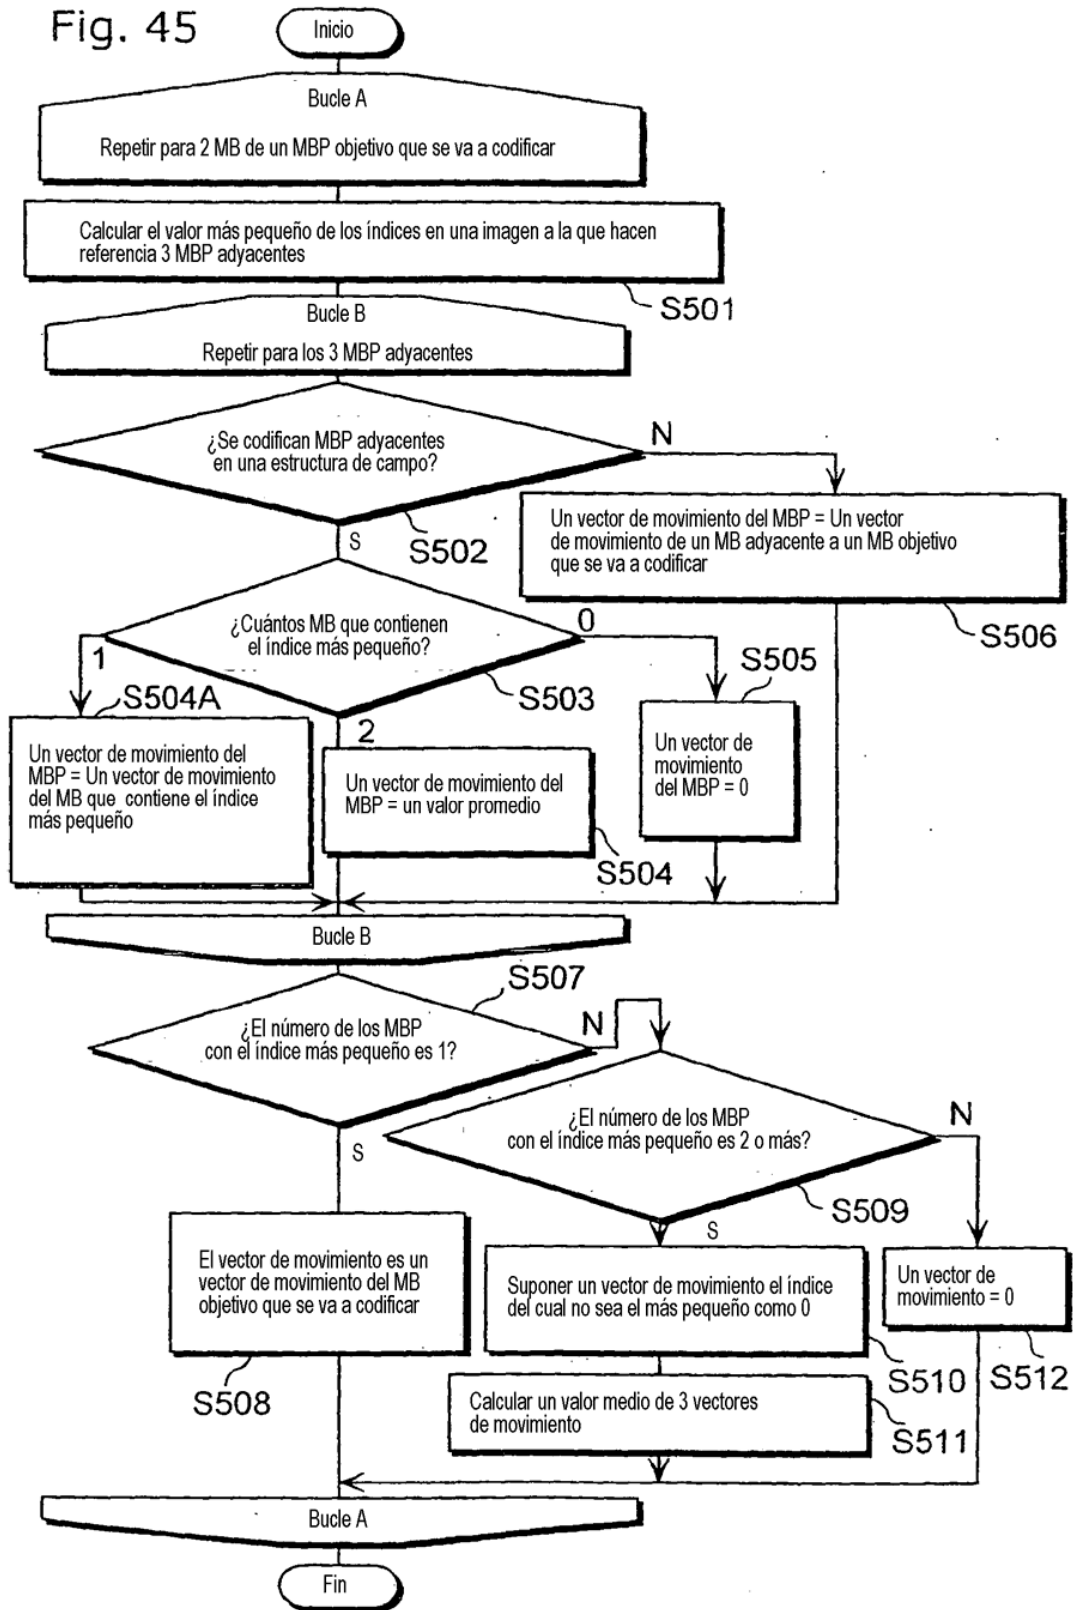 Fig. 45
Inicio
Bucle A
Repetir para 2 MB de un MBP objetivo que se va a codificar
Calcular el valor más pequeño de los índices en una imagen a la que hacen
referencia 3 MBP adyacentes
S501
Bucle B
Repetir para los 3 MBP adyacentes
¿Se codifican MBP adyacentes
en una estructura de campo?
N
S
S502
Un vector de movimiento del MBP = Un vector
de movimiento de un MB adyacente a un MB objetivo
que se va a codificar
S506
¿Cuántos MB que contienen
el índice más pequeño?
0
1
2
S503
S505
S504A
Un vector de movimiento del
MBP = Un vector de movimiento
del MB que contiene el índice
más pequeño
Un vector de movimiento del
MBP = un valor promedio
S504
Un vector de
movimiento
del MBP = 0
Bucle B
S507
¿El número de los MBP
con el índice más pequeño es 1?
N
S
¿El número de los MBP
con el índice más pequeño es 2 o más?
N
S509
S
El vector de movimiento es un
vector de movimiento del MB
objetivo que se va a codificar
S508
Suponer un vector de movimiento el índice
del cual no sea el más pequeño como 0
S510
Un vector de
movimiento = 0
S512
Calcular un valor medio de 3 vectores
de movimiento
S511
Bucle A
Fin